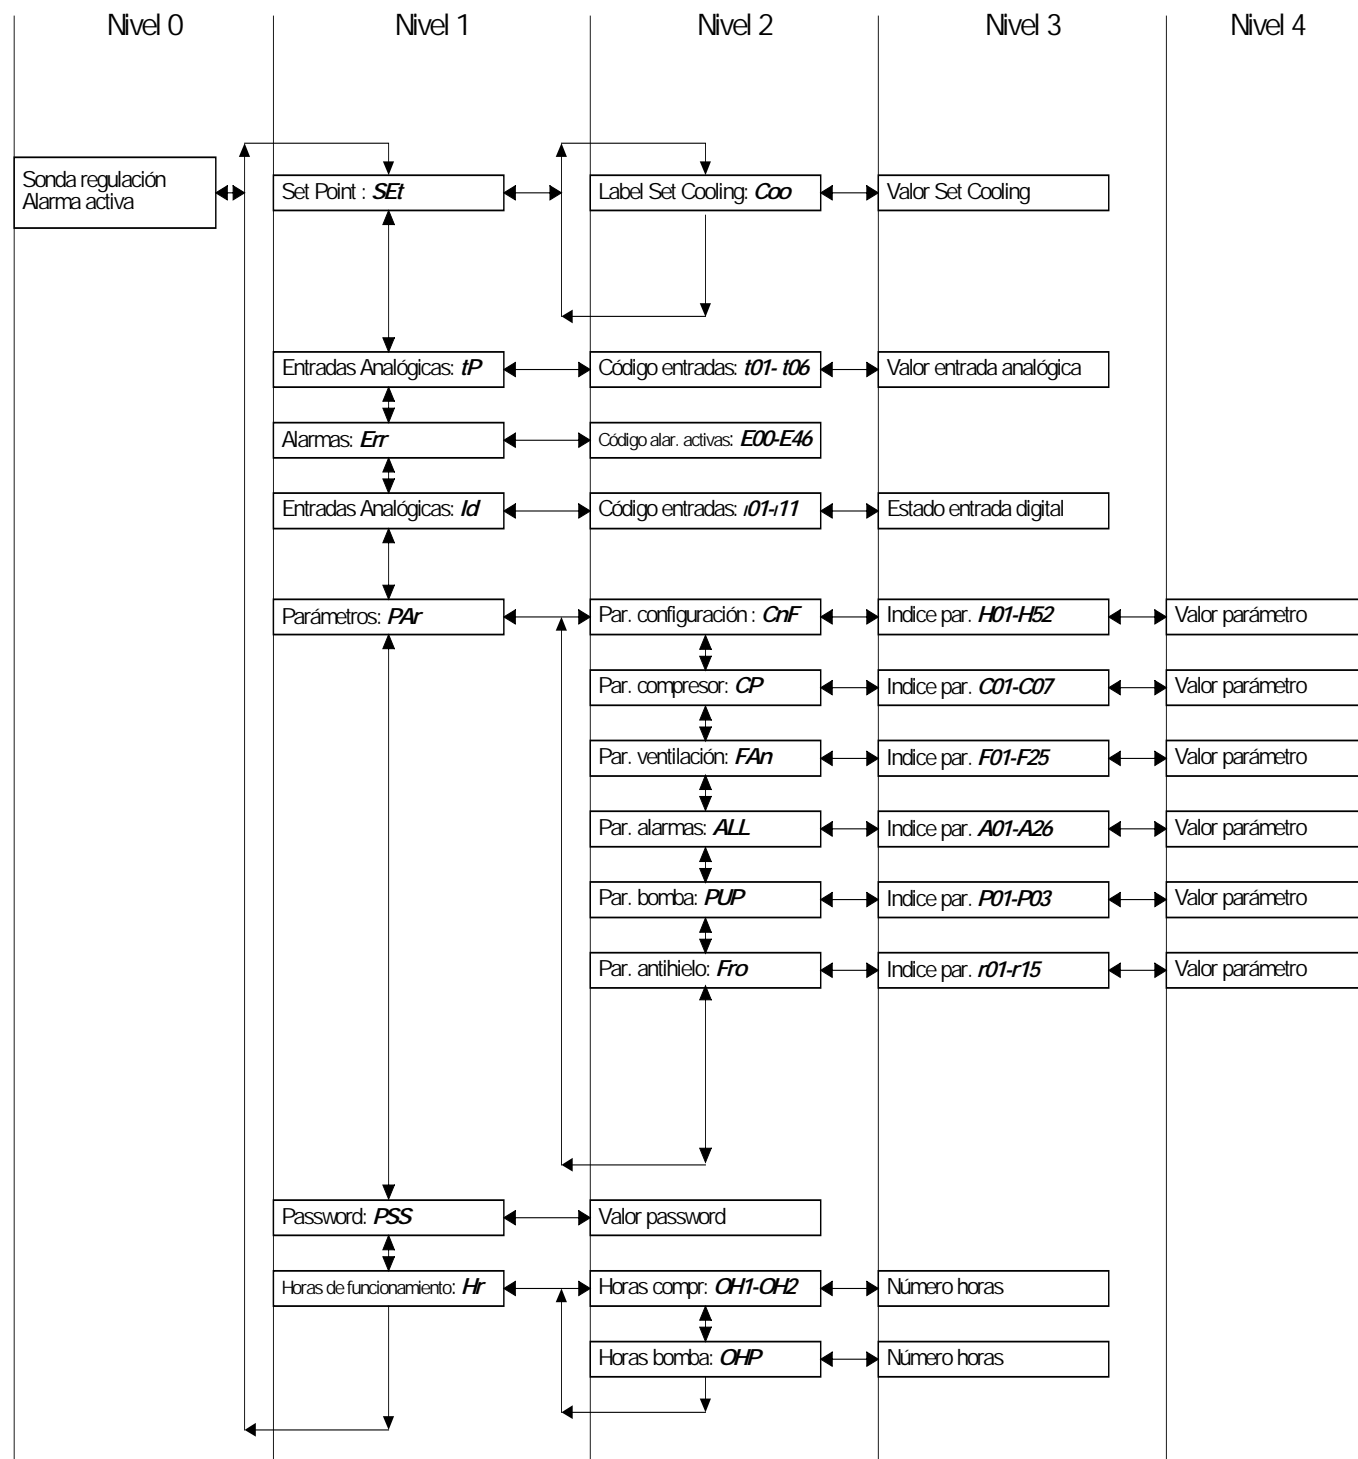 Nivel 0
Nivel 1
Nivel 2
Nivel 3
Nivel 4
Sonda regulación
Alarma activa
Set Point : SEt
Label Set Cooling: Coo
Valor Set Cooling
Entradas Analógicas: tP
Código entradas: t01- t06
Valor entrada analógica
Alarmas: Err
Código alar. activas: E00-E46
Entradas Analógicas: Id
Código entradas: ı01-ı11
Estado entrada digital
Parámetros: PAr
Par. configuración : CnF
Indice par. H01-H52
Valor parámetro
Par. compresor: CP
Indice par. C01-C07
Valor parámetro
Par. ventilación: FAn
Indice par. F01-F25
Valor parámetro
Par. alarmas: ALL
Indice par. A01-A26
Valor parámetro
Par. bomba: PUP
Indice par. P01-P03
Valor parámetro
Par. antihielo: Fro
Indice par. r01-r15
Valor parámetro
Password: PSS
Valor password
Horas de funcionamiento: Hr
Horas compr: OH1-OH2
Número horas
Horas bomba: OHP
Número horas